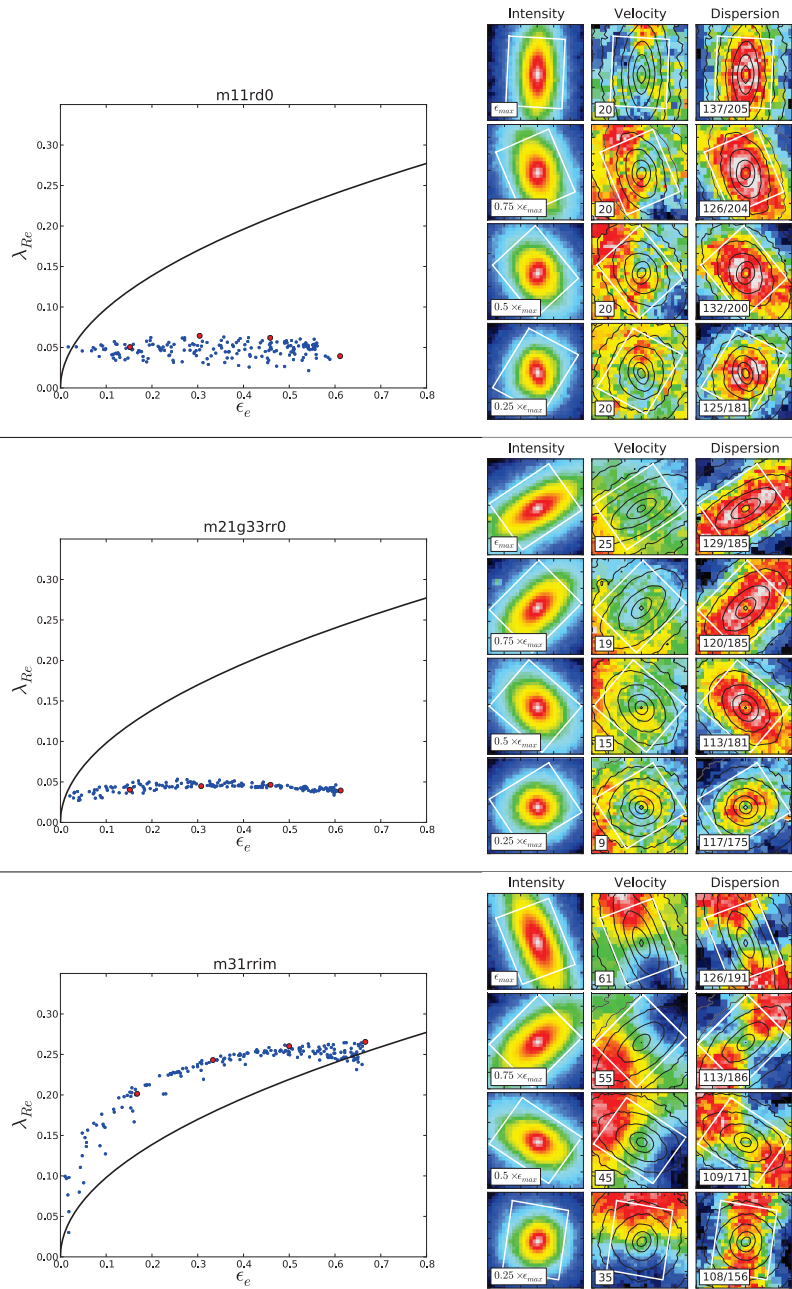 Intensity Velocity Dispersion
m11rd0
0.30
0.25
0.20
0.15
0.10
0.05
0.00
λRe
0.0 0.1 0.2 0.3 0.4 0.5 0.6 0.7 0.8
ϵe
ϵmax 20 137/205
0.75 ×ϵmax 20 126/204
0.5 ×ϵmax 20 132/200
0.25 ×ϵmax 20 125/181
Intensity Velocity Dispersion
m21g33rr0
0.30
0.25
0.20
0.15
0.10
0.05
0.00
λRe
0.0 0.1 0.2 0.3 0.4 0.5 0.6 0.7 0.8
ϵe
ϵmax 25 129/185
0.75 ×ϵmax 19 120/185
0.5 ×ϵmax 15 113/181
0.25 ×ϵmax 9 117/175
Intensity Velocity Dispersion
m31rrim
0.30
0.25
0.20
0.15
0.10
0.05
0.00
λRe
0.0 0.1 0.2 0.3 0.4 0.5 0.6 0.7 0.8
ϵe
ϵmax 61 126/191
0.75 ×ϵmax 55 113/186
0.5 ×ϵmax 45 109/171
0.25 ×ϵmax 35 108/156